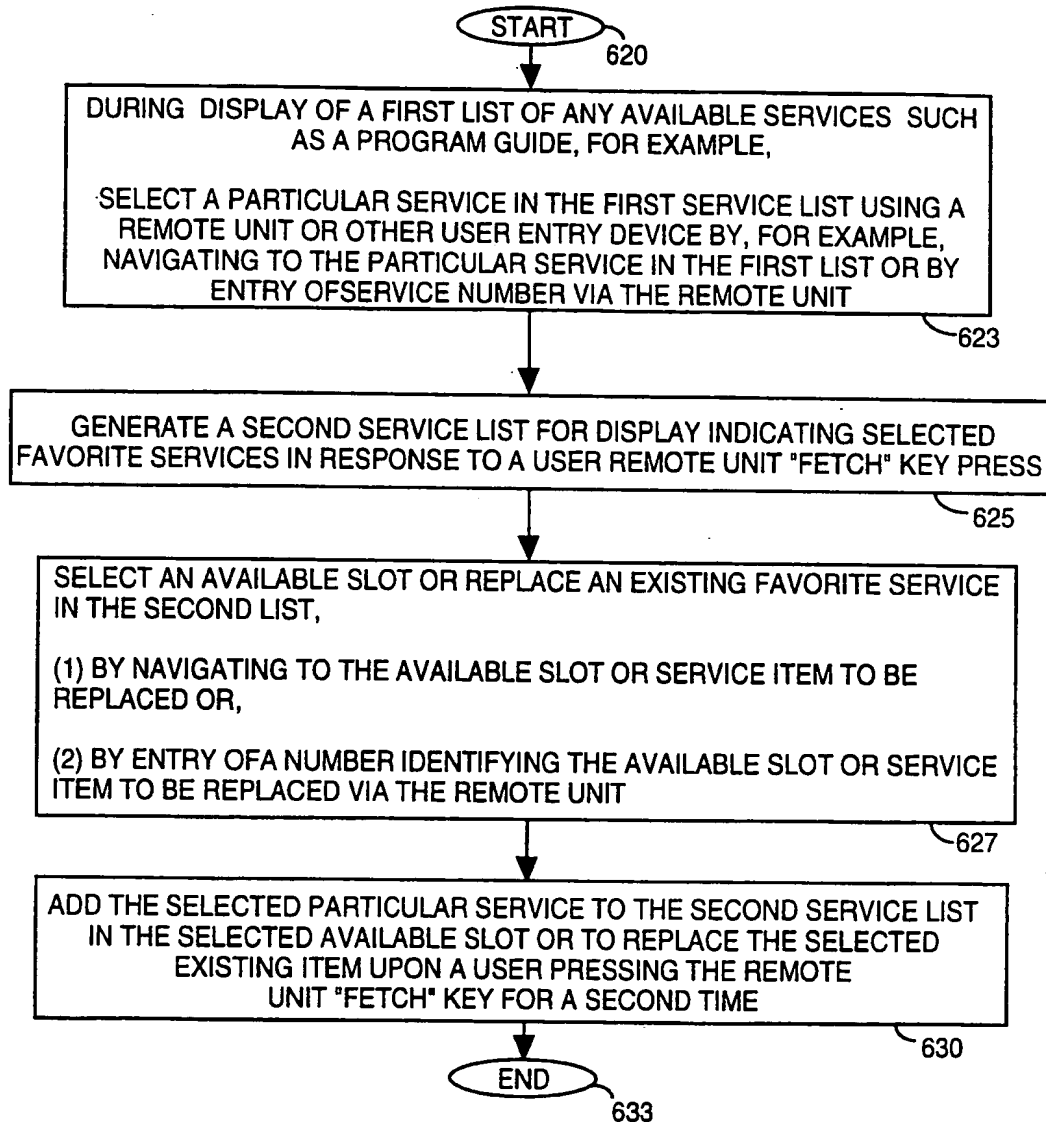 START
620
DURING DISPLAY OF A FIRST LIST OF ANY AVAILABLE SERVICES SUCH
AS A PROGRAM GUIDE, FOR EXAMPLE,
SELECT A PARTICULAR SERVICE IN THE FIRST SERVICE LIST USING A
REMOTE UNIT OR OTHER USER ENTRY DEVICE BY, FOR EXAMPLE,
NAVIGATING TO THE PARTICULAR SERVICE IN THE FIRST LIST OR BY
ENTRY OFSERVICE NUMBER VIA THE REMOTE UNIT
623
GENERATE A SECOND SERVICE LIST FOR DISPLAY INDICATING SELECTED
FAVORITE SERVICES IN RESPONSE TO A USER REMOTE UNIT "FETCH" KEY PRESS
625
SELECT AN AVAILABLE SLOT OR REPLACE AN EXISTING FAVORITE SERVICE
IN THE SECOND LIST,
(1) BY NAVIGATING TO THE AVAILABLE SLOT OR SERVICE ITEM TO BE
REPLACED OR,
(2) BY ENTRY OFA NUMBER IDENTIFYING THE AVAILABLE SLOT OR SERVICE
ITEM TO BE REPLACED VIA THE REMOTE UNIT
627
ADD THE SELECTED PARTICULAR SERVICE TO THE SECOND SERVICE LIST
IN THE SELECTED AVAILABLE SLOT OR TO REPLACE THE SELECTED
EXISTING ITEM UPON A USER PRESSING THE REMOTE
UNIT "FETCH" KEY FOR A SECOND TIME
630
END
633